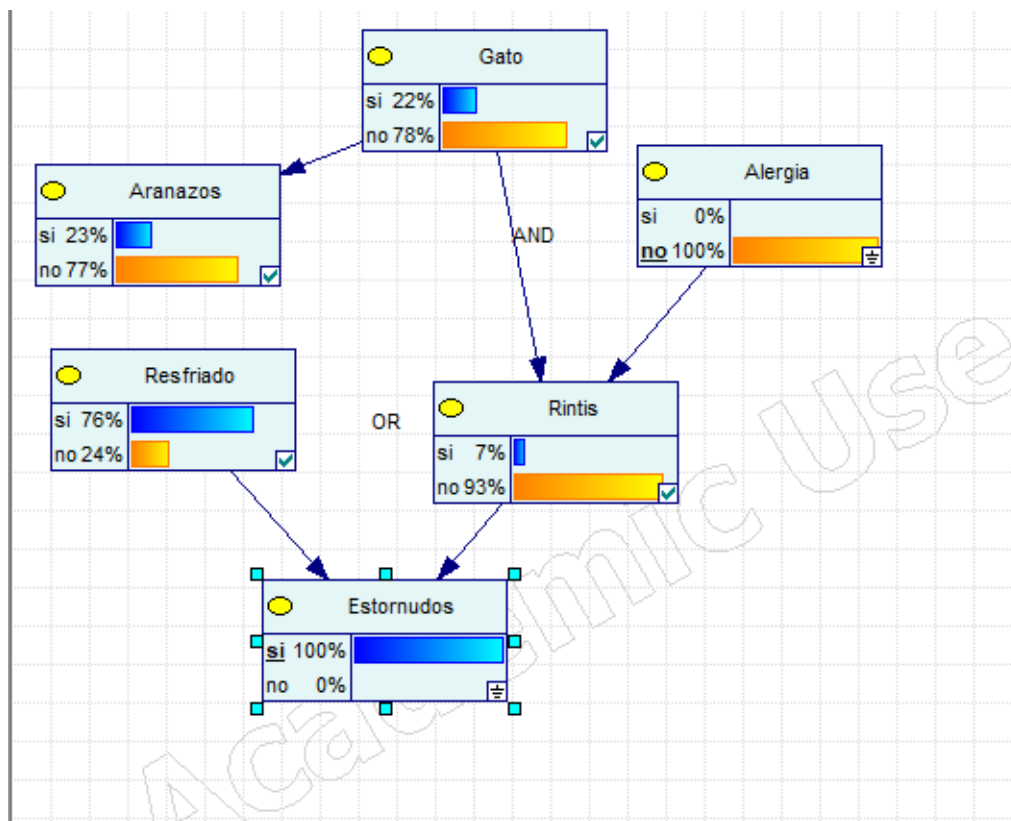 Gato
si 22%
no 78%
Aranazos
si 23%
no 77%
Alergia
si 0%
no 100%
AND
Resfriado
si 76%
no 24%
OR
Rintis
si 7%
no 93%
Estornudos
si 100%
no 0%
Academic Use